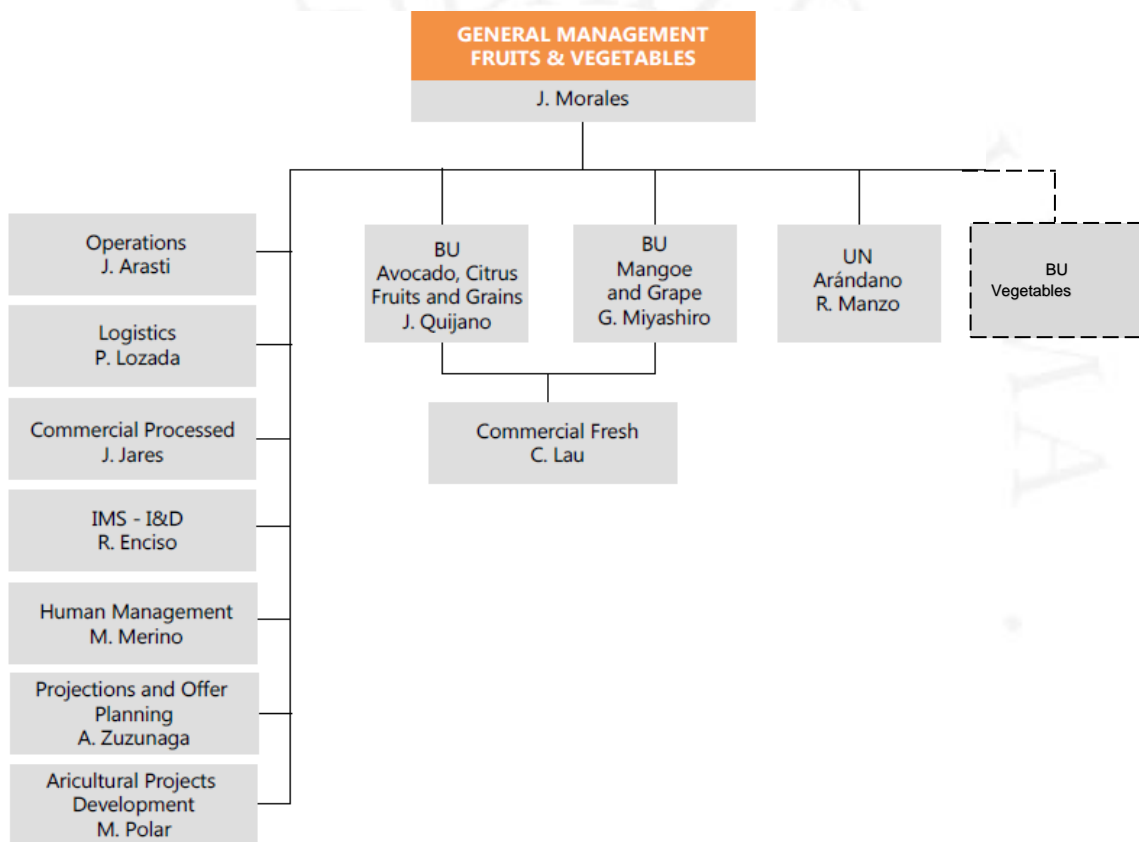 GENERAL MANAGEMENT
FRUITS & VEGETABLES
J. Morales
Operations
J. Arasti
Logistics
P. Lozada
Commercial Processed
J. Jares
IMS - I&D
R. Enciso
Human Management
M. Merino
Projections and Offer
Planning
A. Zuzunaga
Aricultural Projects
Development
M. Polar
BU
Avocado, Citrus
Fruits and Grains
J. Quijano
BU
Mangoe
and Grape
G. Miyashiro
Commercial Fresh
C. Lau
UN
Arándano
R. Manzo
BU
Vegetables